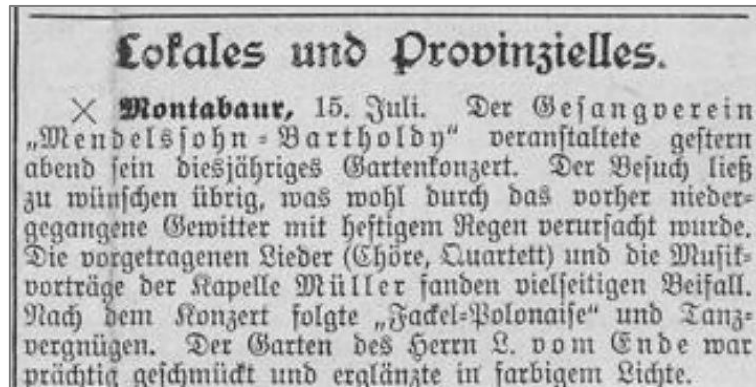 Lokales und Provinzielles.
× Montabaur, 15. Juli. Der Gesangverein
„Mendelssohn-Bartholdy“ veranstaltete gestern
abend sein diesjähriges Gartenkonzert. Der Besuch ließ
zu wünschen übrig, was wohl durch das vorher nieder-
gegangene Gewitter mit heftigem Regen verursacht wurde.
Die vorgetragenen Lieder (Chöre, Quartett) und die Musik-
vorträge der Kapelle Müller fanden vielseitigen Beifall.
Nach dem Konzert folgte „Fackel-Polonaise“ und Tanz-
vergnügen. Der Garten des Herrn L. vom Ende war
prächtig geschmückt und erglänzte in farbigem Lichte.